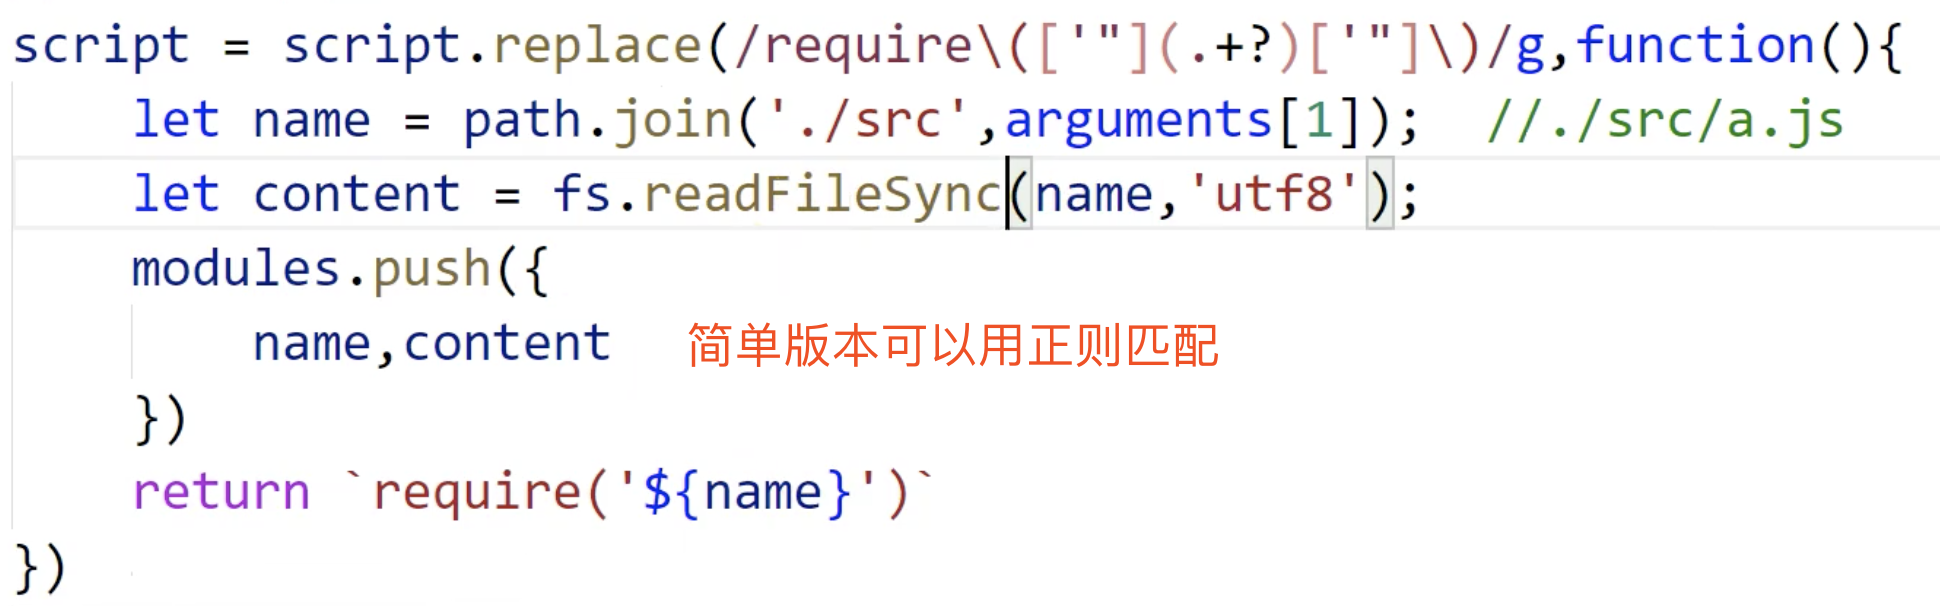 script = script.replace(/require\(['"](.+?)['"]\)/g,function(){
    let name = path.join('./src',arguments[1]);  //./src/a.js
    let content = fs.readFileSync(name,'utf8');
    modules.push({
        name,content  简单版本可以用正则匹配
    })
    return `require('${name}')`
})